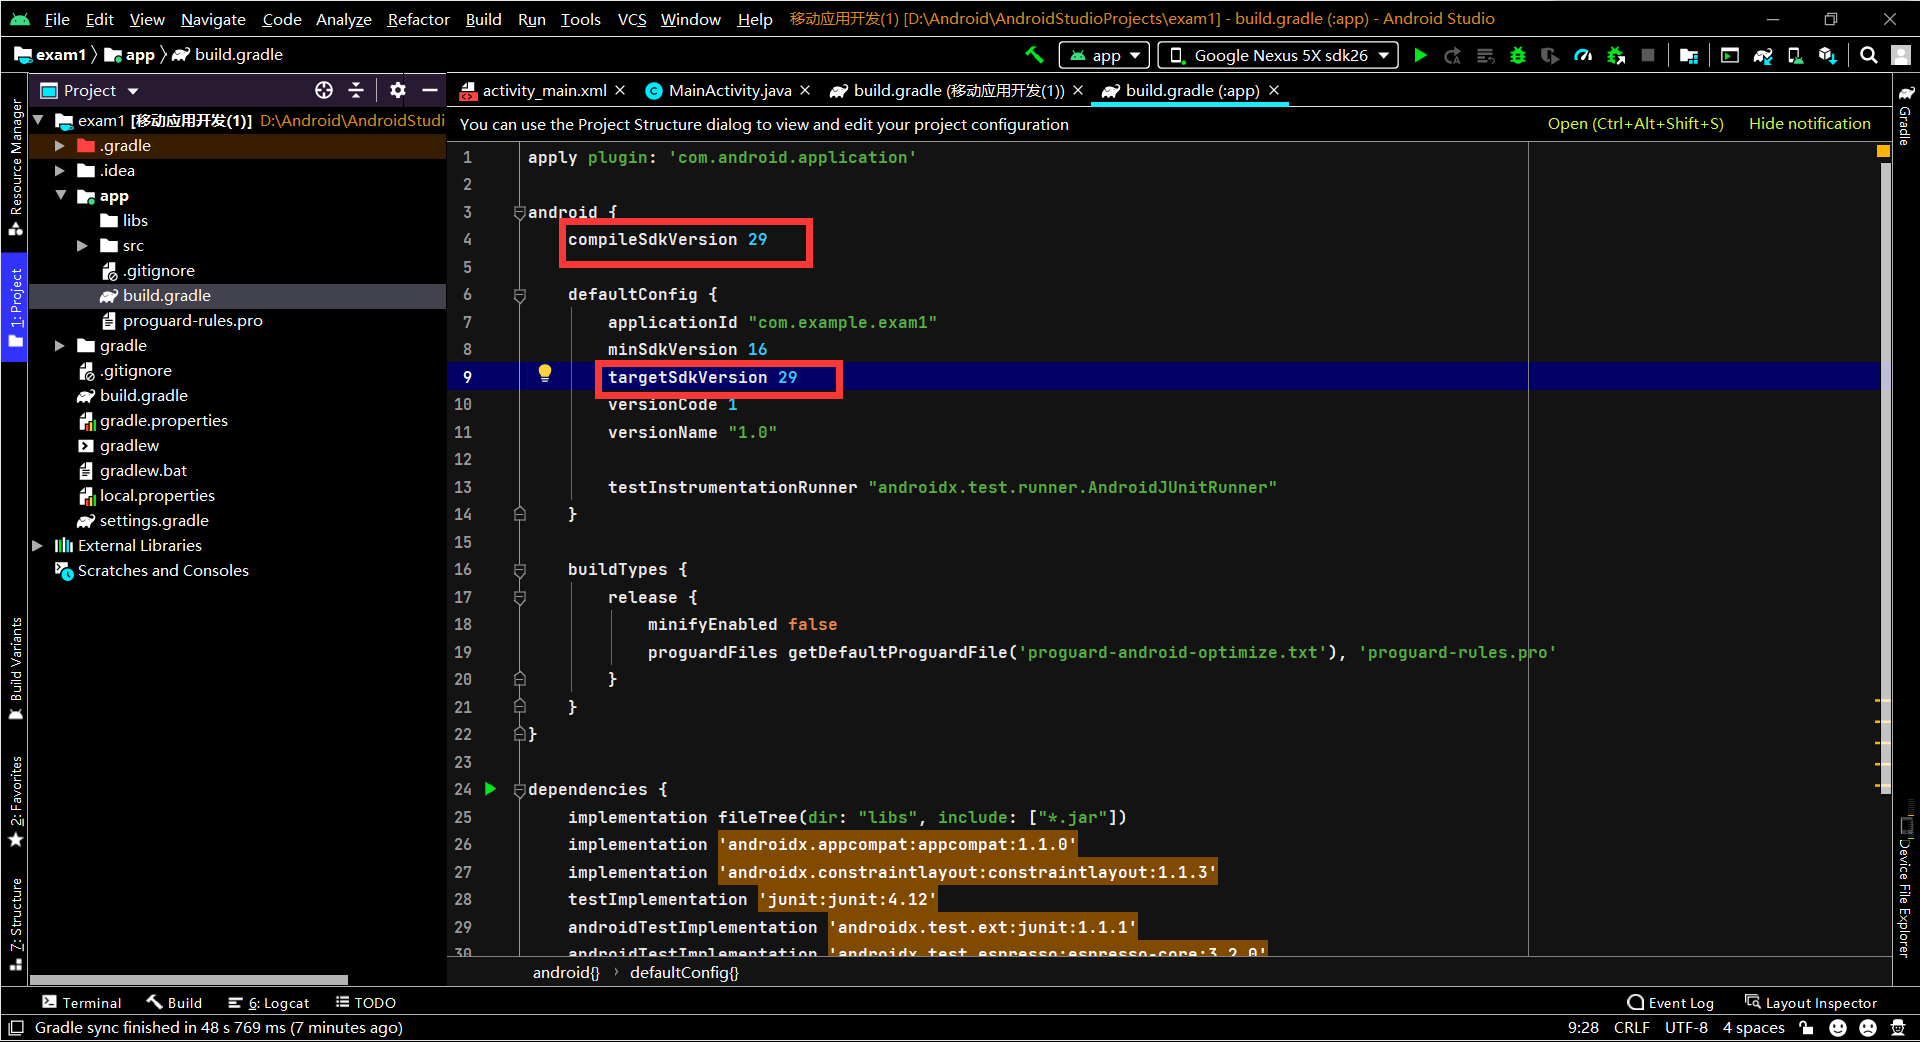 File Edit View Navigate Code Analyze Refactor Build Run Tools VCS Window Help 移动应用开发(1) [D:\Android\AndroidStudioProjects\exam1] - build.gradle (:app) - Android Studio
exam1 app build.gradle
app Google Nexus 5X sdk26
Project
activity_main.xml MainActivity.java build.gradle (移动应用开发(1)) build.gradle (:app)
You can use the Project Structure dialog to view and edit your project configuration
Open (Ctrl+Alt+Shift+S) Hide notification
Resource Manager
1: Project
Build Variants
2: Favorites
7: Structure
exam1 [移动应用开发(1)] D:\Android\AndroidStudi
.gradle
.idea
app
libs
src
.gitignore
build.gradle
proguard-rules.pro
gradle
.gitignore
build.gradle
gradle.properties
gradlew
gradlew.bat
local.properties
settings.gradle
External Libraries
Scratches and Consoles
1 apply plugin: 'com.android.application'
2
3 android {
4 compileSdkVersion 29
5
6 defaultConfig {
7 applicationId "com.example.exam1"
8 minSdkVersion 16
9 targetSdkVersion 29
10 versionCode 1
11 versionName "1.0"
12
13 testInstrumentationRunner "androidx.test.runner.AndroidJUnitRunner"
14 }
15
16 buildTypes {
17 release {
18 minifyEnabled false
19 proguardFiles getDefaultProguardFile('proguard-android-optimize.txt'), 'proguard-rules.pro'
20 }
21 }
22 }
23
24 dependencies {
25 implementation fileTree(dir: "libs", include: ["*.jar"])
26 implementation 'androidx.appcompat:appcompat:1.1.0'
27 implementation 'androidx.constraintlayout:constraintlayout:1.1.3'
28 testImplementation 'junit:junit:4.12'
29 androidTestImplementation 'androidx.test.ext:junit:1.1.1'
30 androidTestImplementation 'androidx.test.espresso:espresso-core:3.2.0'
Gradle
Device File Explorer
android{} › defaultConfig{}
Terminal Build 6: Logcat TODO
Event Log Layout Inspector
Gradle sync finished in 48 s 769 ms (7 minutes ago)
9:28 CRLF UTF-8 4 spaces